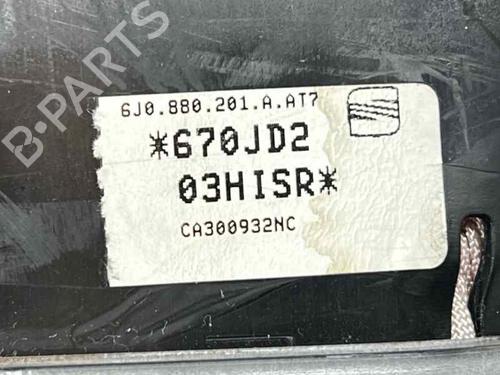 6J0.880.201.A.AT7
*670JD2
03HISR*
CA300932NC
B-PARTS